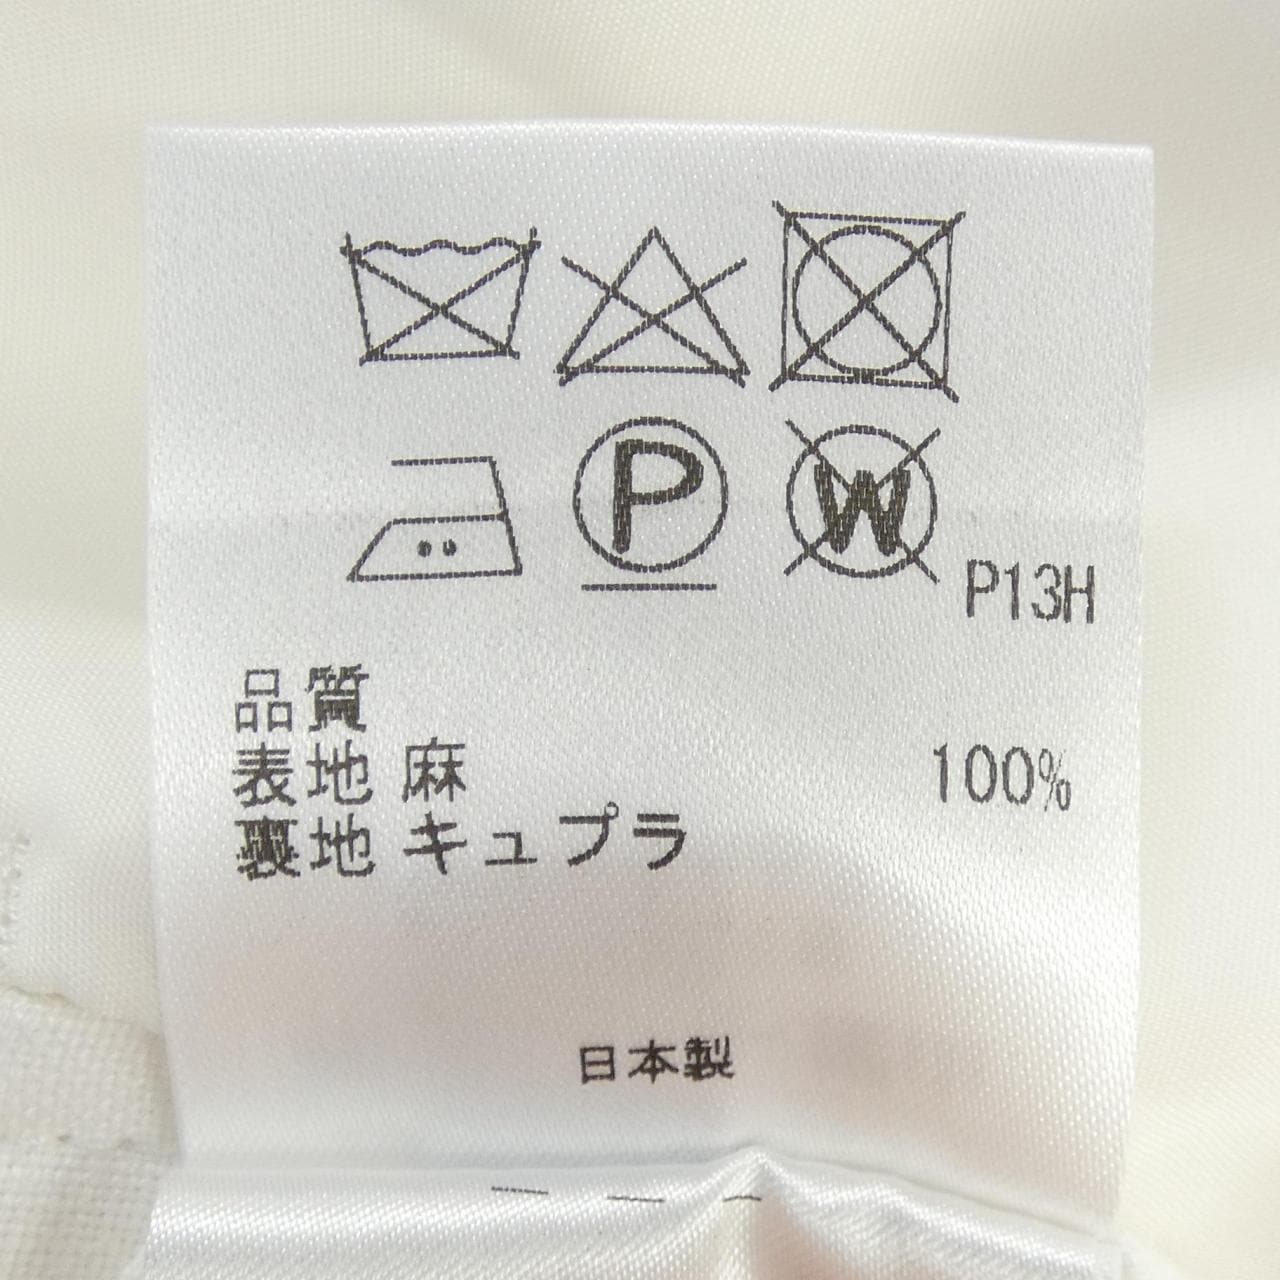 P W
P13H
品質
表地 麻 100%
裏地 キュプラ
日本製